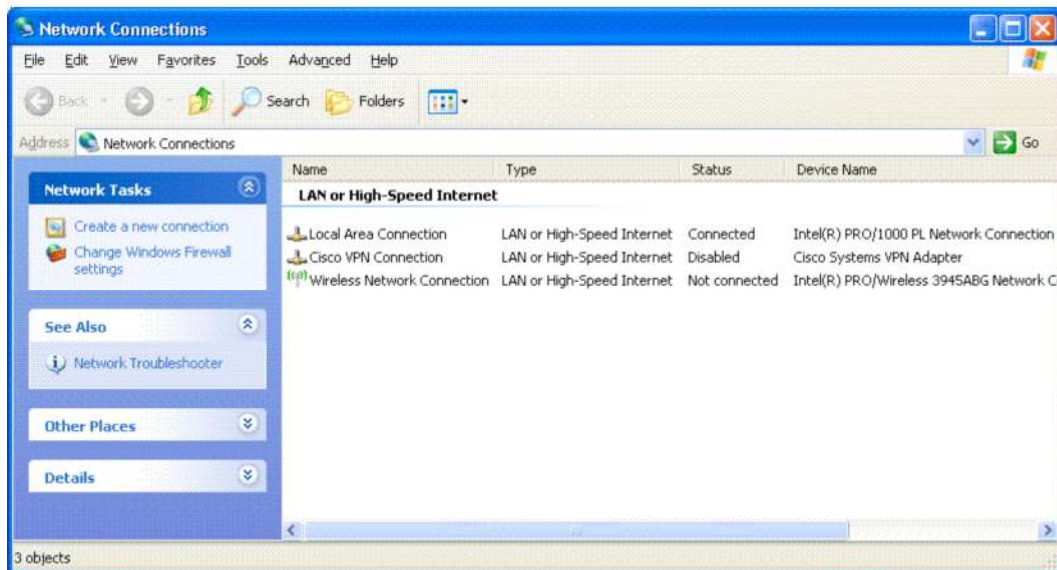 Network Connections
File Edit View Favorites Tools Advanced Help
Back Search Folders
Address Network Connections Go
Name Type Status Device Name
Network Tasks
Create a new connection
Change Windows Firewall
settings
See Also
Network Troubleshooter
Other Places
Details
LAN or High-Speed Internet
Local Area Connection LAN or High-Speed Internet Connected Intel(R) PRO/1000 PL Network Connection
Cisco VPN Connection LAN or High-Speed Internet Disabled Cisco Systems VPN Adapter
Wireless Network Connection LAN or High-Speed Internet Not connected Intel(R) PRO/Wireless 3945ABG Network C
3 objects